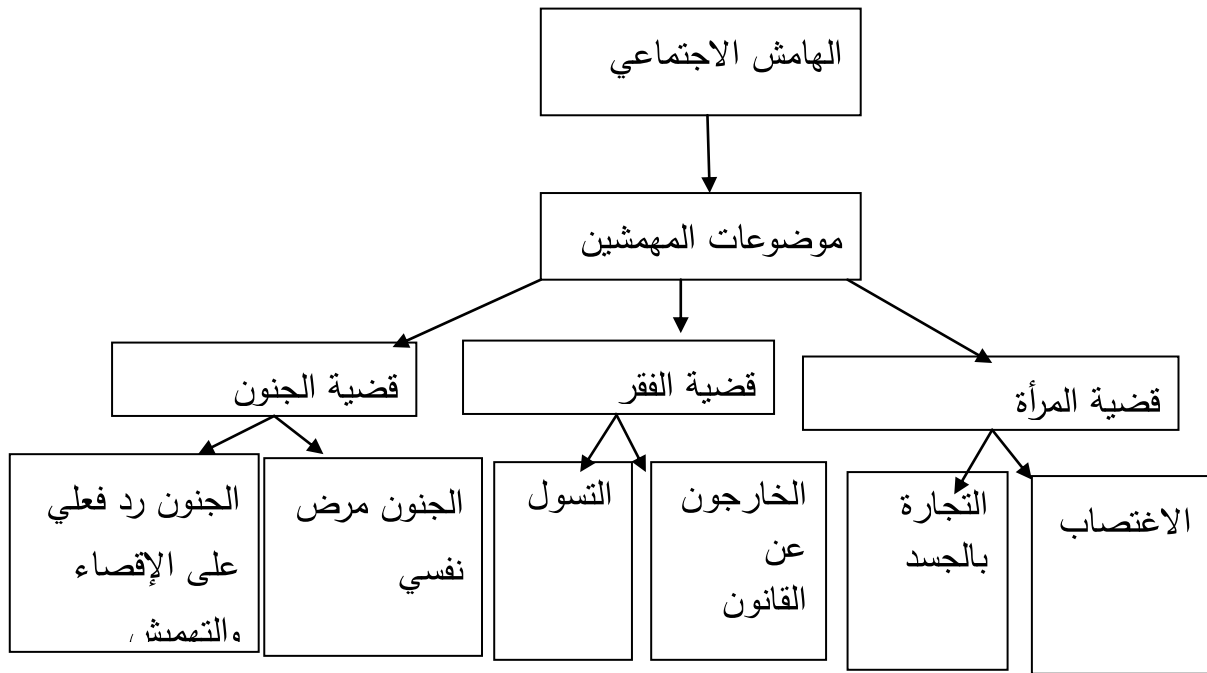 الهامش الاجتماعي
موضوعات المهمشين
قضية المرأة
قضية الفقر
قضية الجنون
الاغتصاب
التجارة
بالجسد
الخارجون
عن
القانون
التسول
الجنون مرض
نفسي
الجنون رد فعلي
على الإقصاء
والتهميش